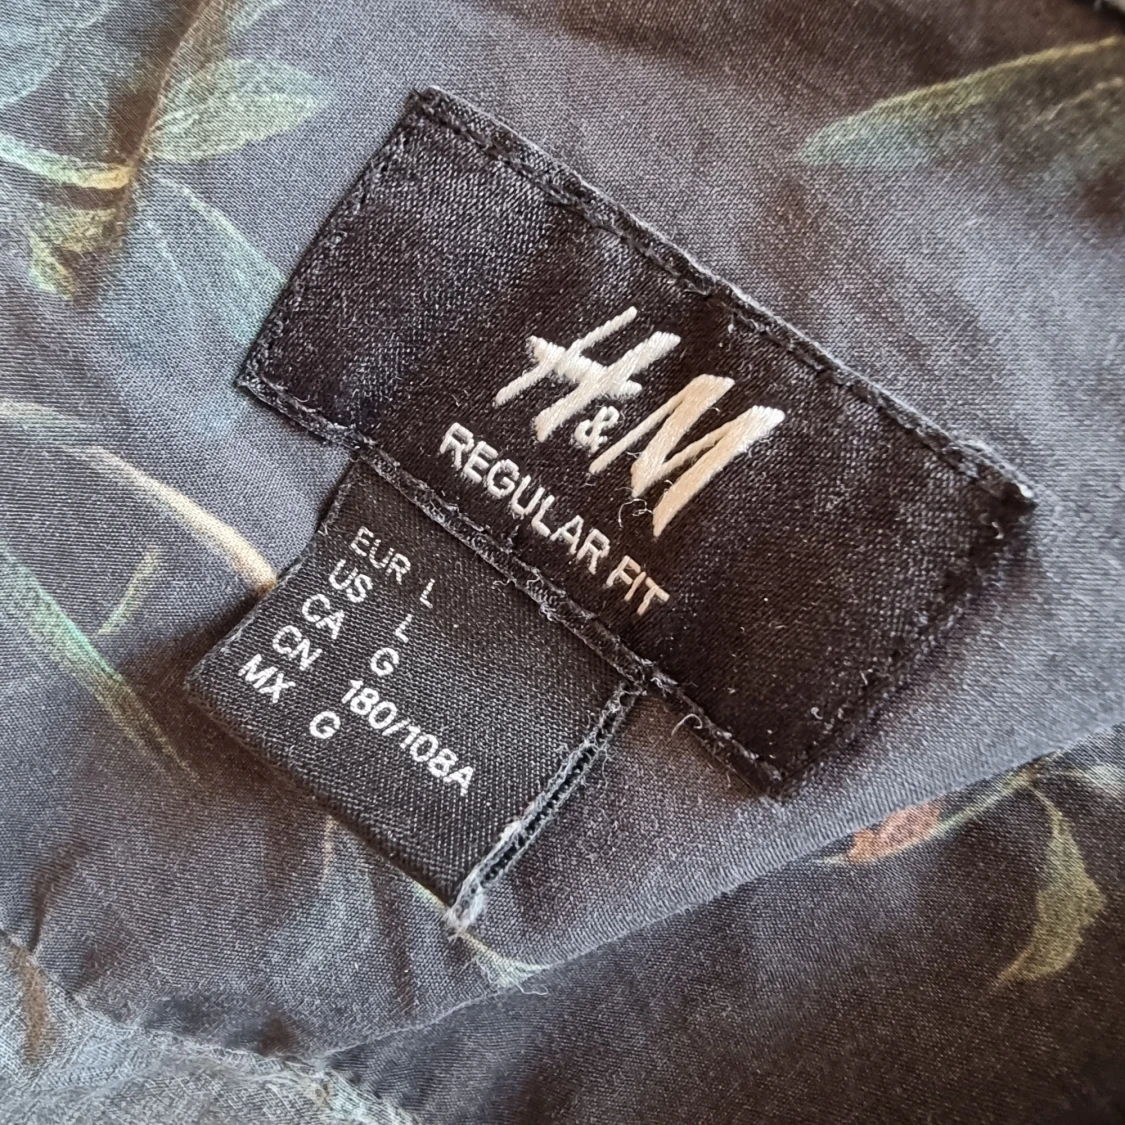 H&M
REGULAR FIT
EUR L
US L
CA G
CN 180/108A
MX G